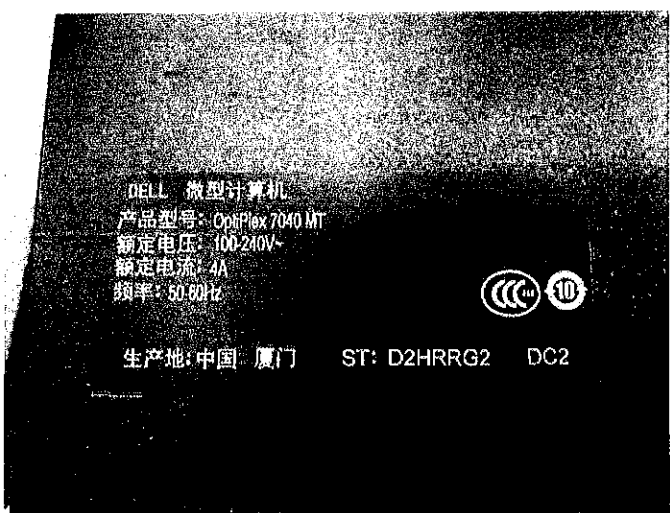 DELL 微型计算机
产品型号: OptiPlex 7040 MT
额定电压: 100-240V~
额定电流: 4A
频率: 50-60Hz
CCC 10
生产地: 中国 厦门 ST: D2HRRG2 DC2